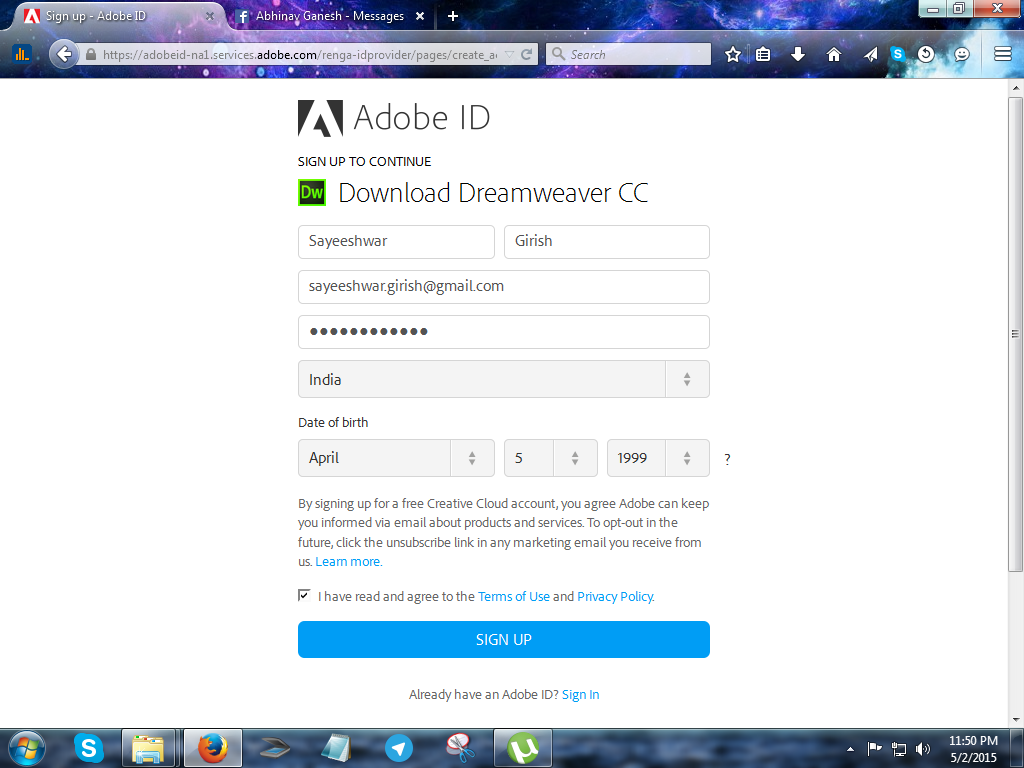 Sign up - Adobe ID
Abhinav Ganesh - Messages
https://adobeid-na1.services.adobe.com/renga-idprovider/pages/create_a
Search
Adobe ID
SIGN UP TO CONTINUE
Dw Download Dreamweaver CC
Sayeeshwar Girish
sayeeshwar.girish@gmail.com
India
Date of birth
April 5 1999 ?
By signing up for a free Creative Cloud account, you agree Adobe can keep
you informed via email about products and services. To opt-out in the
future, click the unsubscribe link in any marketing email you receive from
us. Learn more.
I have read and agree to the Terms of Use and Privacy Policy.
SIGN UP
Already have an Adobe ID? Sign In
11:50 PM
5/2/2015